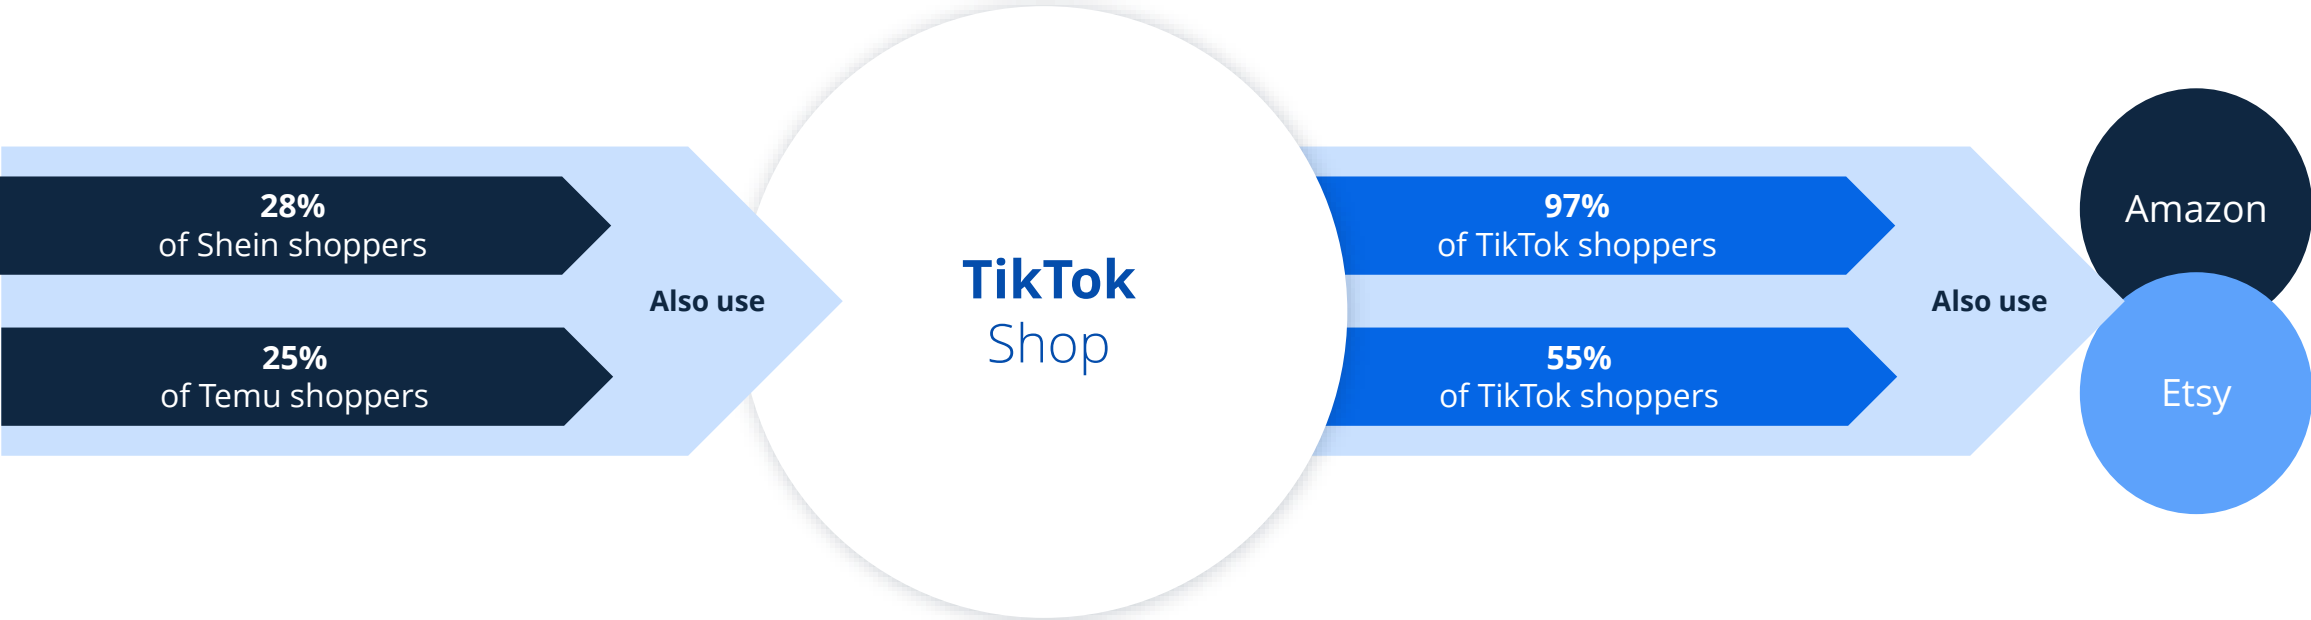 28%
of Shein shoppers
25%
of Temu shoppers
Also use
TikTok
Shop
97%
of TikTok shoppers
55%
of TikTok shoppers
Also use
Amazon
Etsy